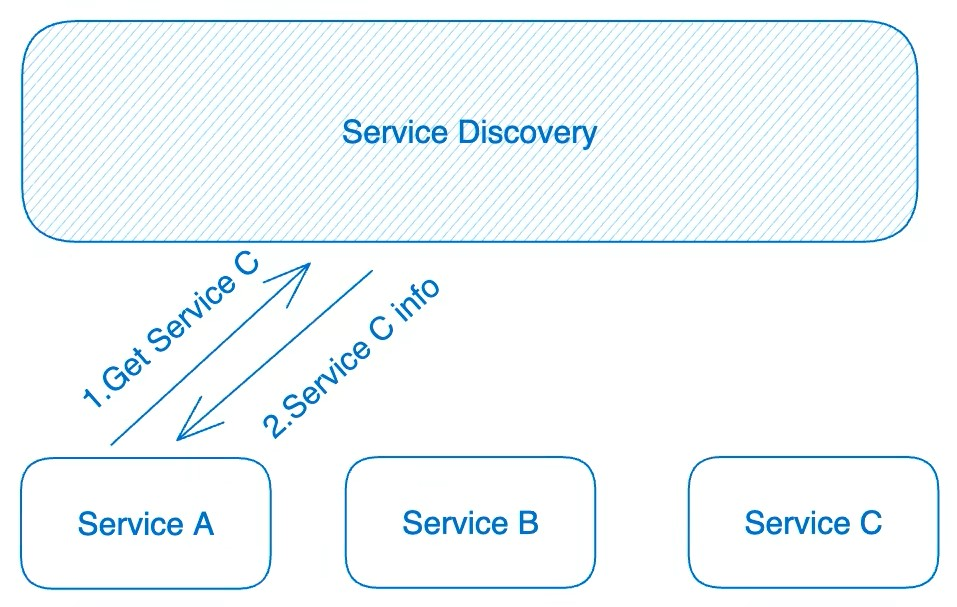 Service Discovery
1.Get Service C
2.Service C info
Service A
Service B
Service C